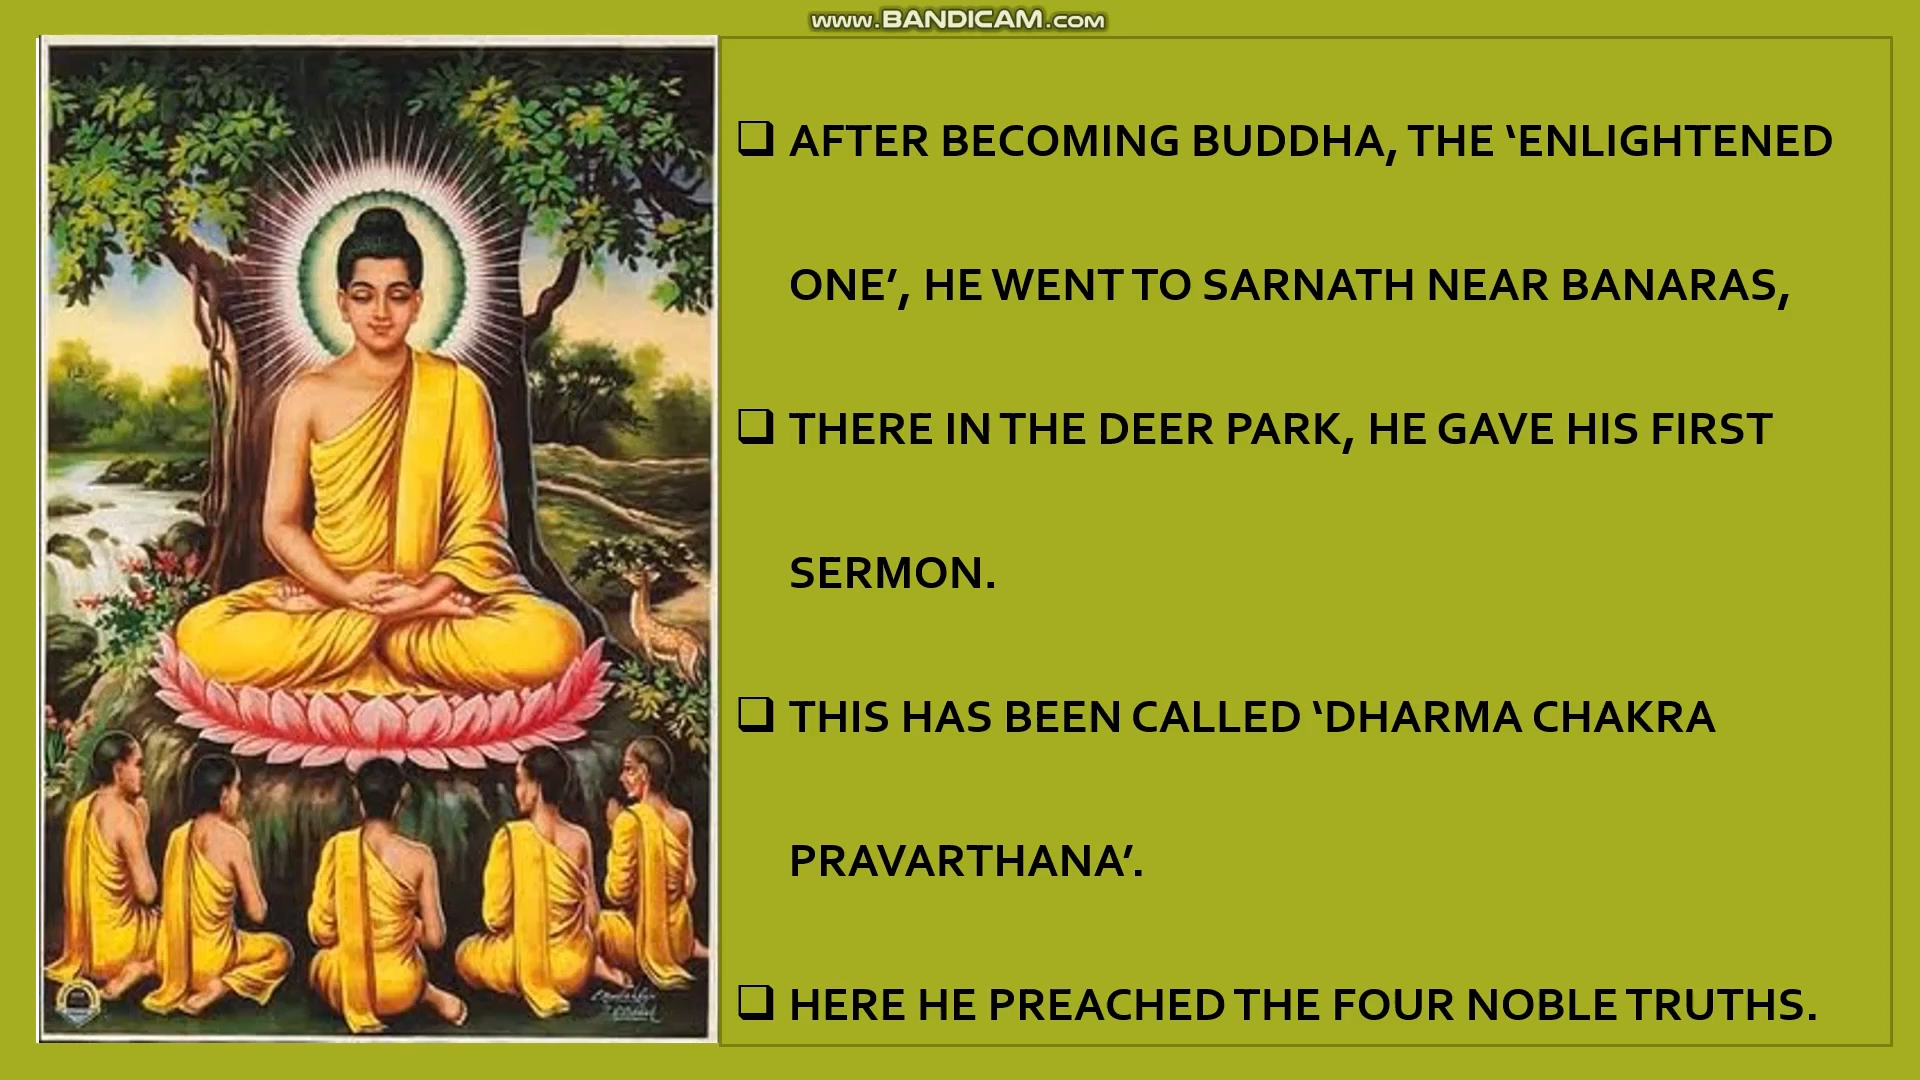 www.BANDICAM.com
AFTER BECOMING BUDDHA, THE ‘ENLIGHTENED
ONE’, HE WENT TO SARNATH NEAR BANARAS,
THERE IN THE DEER PARK, HE GAVE HIS FIRST
SERMON.
THIS HAS BEEN CALLED ‘DHARMA CHAKRA
PRAVARTHANA’.
HERE HE PREACHED THE FOUR NOBLE TRUTHS.